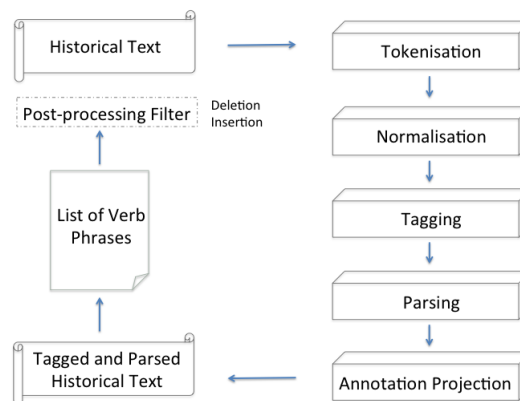 Historical Text
Tokenisation
Post-processing Filter
Deletion
Insertion
Normalisation
List of Verb
Phrases
Tagging
Parsing
Tagged and Parsed
Historical Text
Annotation Projection